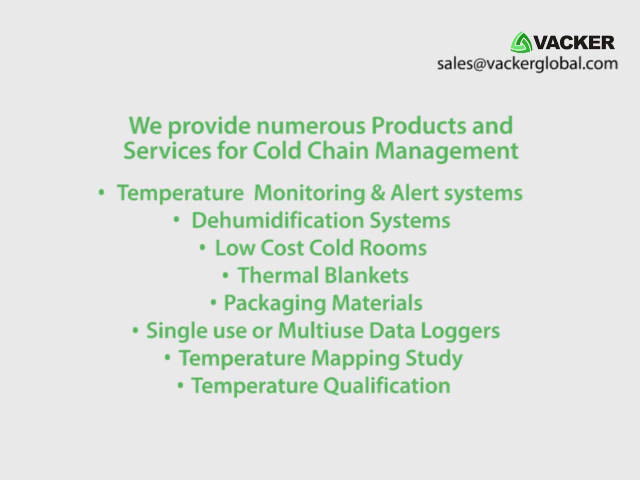 VACKER
sales@vackerglobal.com
We provide numerous Products and
Services for Cold Chain Management
• Temperature Monitoring & Alert systems
• Dehumidification Systems
• Low Cost Cold Rooms
• Thermal Blankets
• Packaging Materials
• Single use or Multiuse Data Loggers
• Temperature Mapping Study
• Temperature Qualification